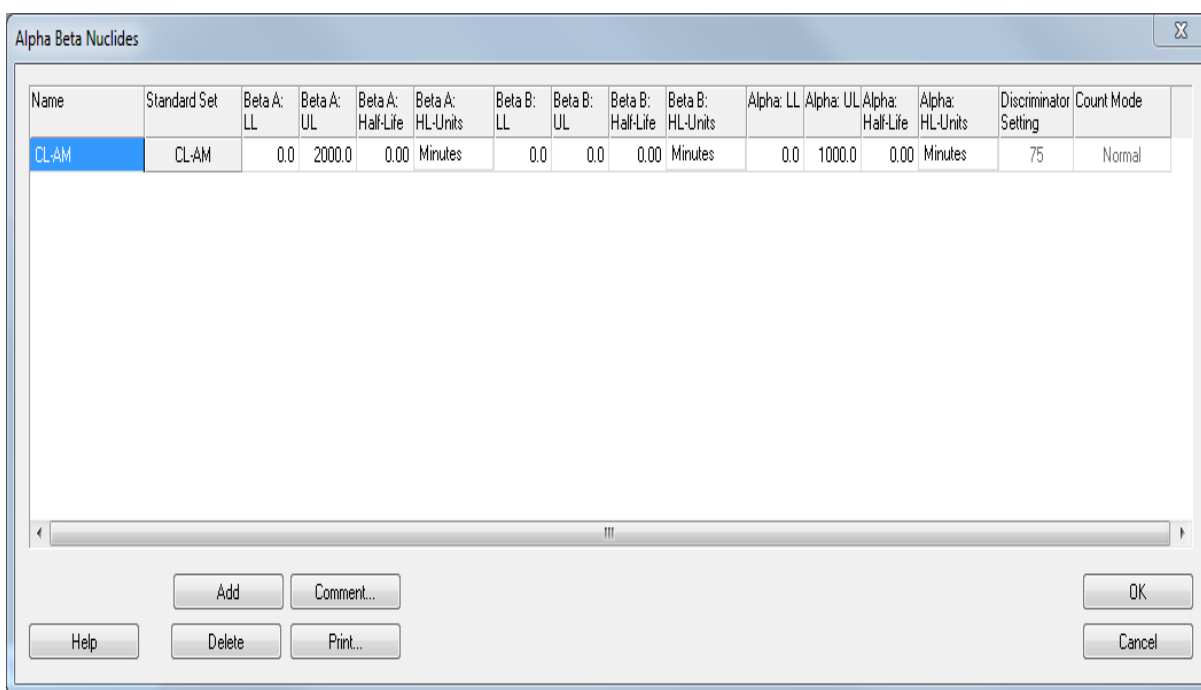 Alpha Beta Nuclides
Name Standard Set Beta A: LL Beta A: UL Beta A: Half-Life Beta A: HL-Units Beta B: LL Beta B: UL Beta B: Half-Life Beta B: HL-Units Alpha: LL Alpha: UL Alpha: Half-Life Alpha: HL-Units Discriminator Setting Count Mode
CL-AM CL-AM 0.0 2000.0 0.00 Minutes 0.0 0.0 0.00 Minutes 0.0 1000.0 0.00 Minutes 75 Normal
Add Comment... OK
Help Delete Print... Cancel